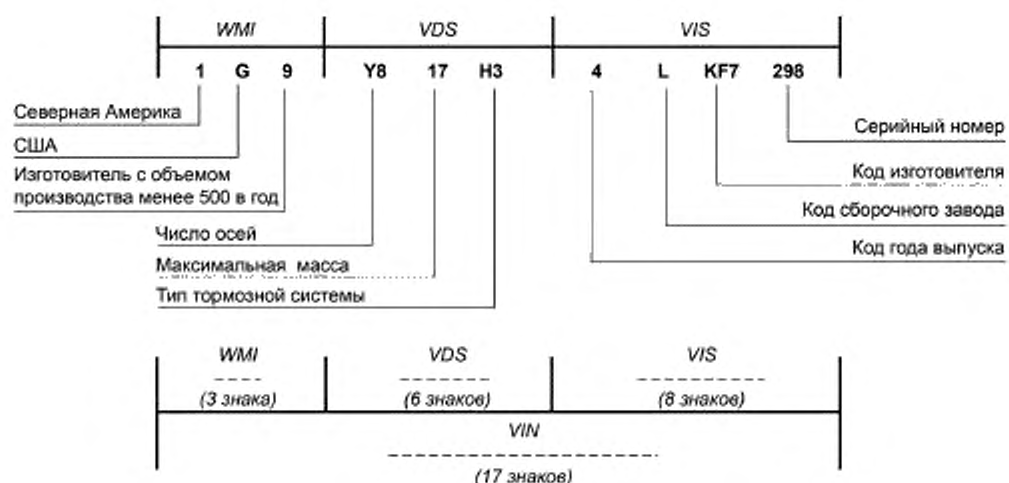 WMI VDS VIS
1 G 9 Y8 17 H3 4 L KF7 298
Северная Америка
США
Изготовитель с объемом
производства менее 500 в год
Число осей
Максимальная масса
Тип тормозной системы
Серийный номер
Код изготовителя
Код сборочного завода
Код года выпуска
WMI VDS VIS
(3 знака) (6 знаков) (8 знаков)
VIN
(17 знаков)